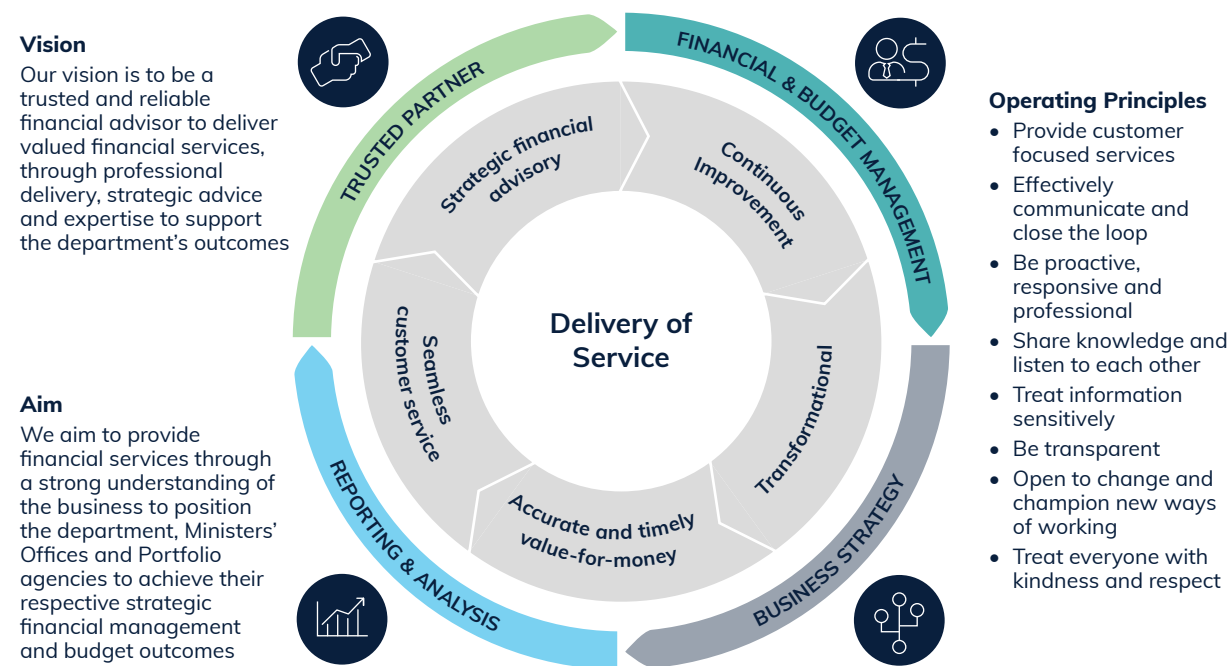 Vision
Our vision is to be a
trusted and reliable
financial advisor to deliver
valued financial services,
through professional
delivery, strategic advice
and expertise to support
the department’s outcomes
Aim
We aim to provide
financial services through
a strong understanding of
the business to position
the department, Ministers’
Offices and Portfolio
agencies to achieve their
respective strategic
financial management
and budget outcomes
TRUSTED PARTNER
FINANCIAL & BUDGET MANAGEMENT
BUSINESS STRATEGY
REPORTING & ANALYSIS
Strategic financial
advisory
Continuous
Improvement
Transformational
Accurate and timely
value-for-money
Seamless
customer service
Delivery of
Service
Operating Principles
• Provide customer
focused services
• Effectively
communicate and
close the loop
• Be proactive,
responsive and
professional
• Share knowledge and
listen to each other
• Treat information
sensitively
• Be transparent
• Open to change and
champion new ways
of working
• Treat everyone with
kindness and respect